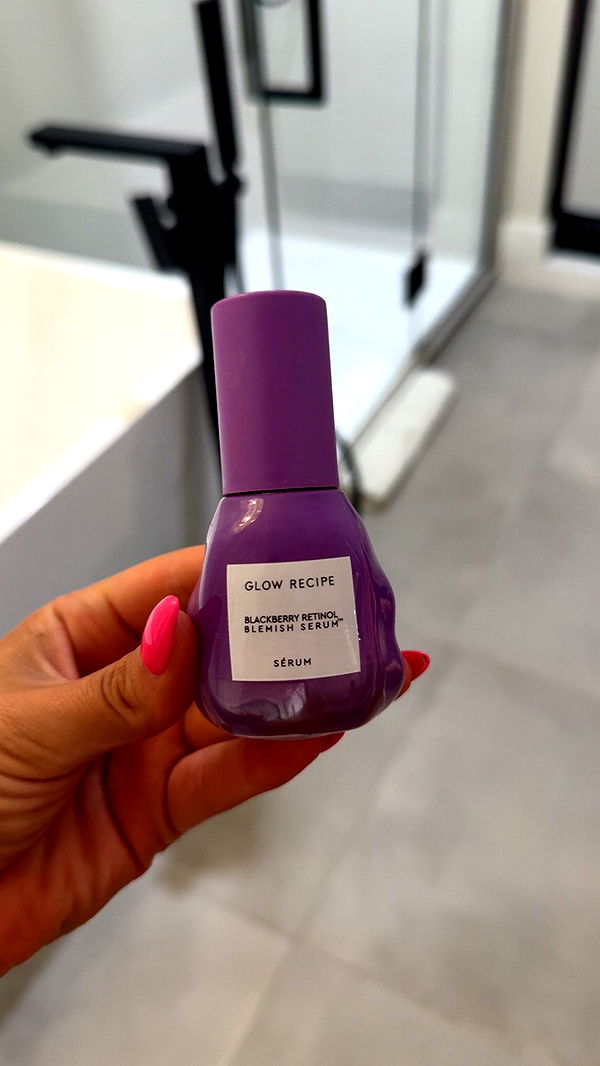 GLOW RECIPE
BLACKBERRY RETINOL
BLEMISH SERUM™
SÉRUM